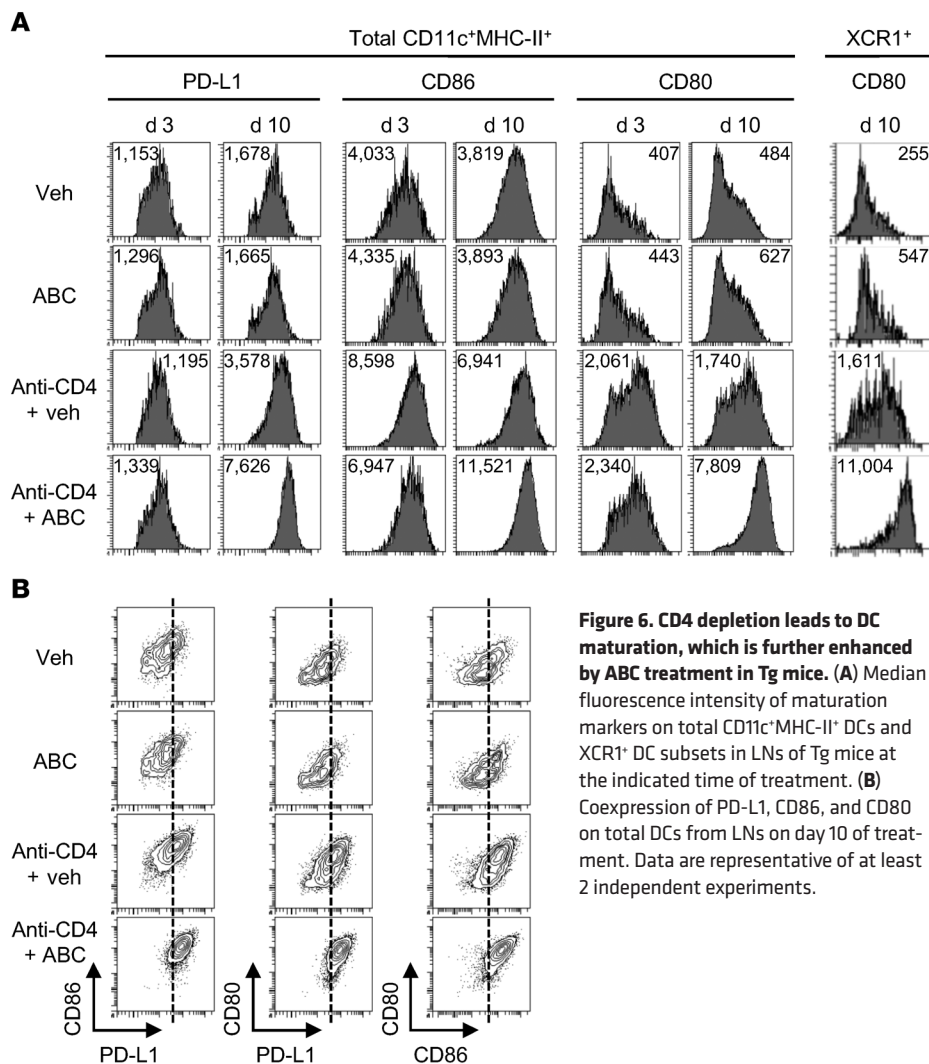 A
Total CD11c⁺MHC-II⁺ XCR1⁺
PD-L1 CD86 CD80 CD80
d 3 d 10 d 3 d 10 d 3 d 10 d 10
Veh 1,153 1,678 4,033 3,819 407 484 255
ABC 1,296 1,665 4,335 3,893 443 627 547
Anti-CD4
+ veh
1,195 3,578 8,598 6,941 2,061 1,740 1,611
Anti-CD4
+ ABC
1,339 7,626 6,947 11,521 2,340 7,809 11,004
B
Veh
ABC
Anti-CD4
+ veh
Anti-CD4
+ ABC
CD86 CD80 CD80
PD-L1 PD-L1 CD86
Figure 6. CD4 depletion leads to DC
maturation, which is further enhanced
by ABC treatment in Tg mice. (A) Median
fluorescence intensity of maturation
markers on total CD11c⁺MHC-II⁺ DCs and
XCR1⁺ DC subsets in LNs of Tg mice at
the indicated time of treatment. (B)
Coexpression of PD-L1, CD86, and CD80
on total DCs from LNs on day 10 of treat-
ment. Data are representative of at least
2 independent experiments.